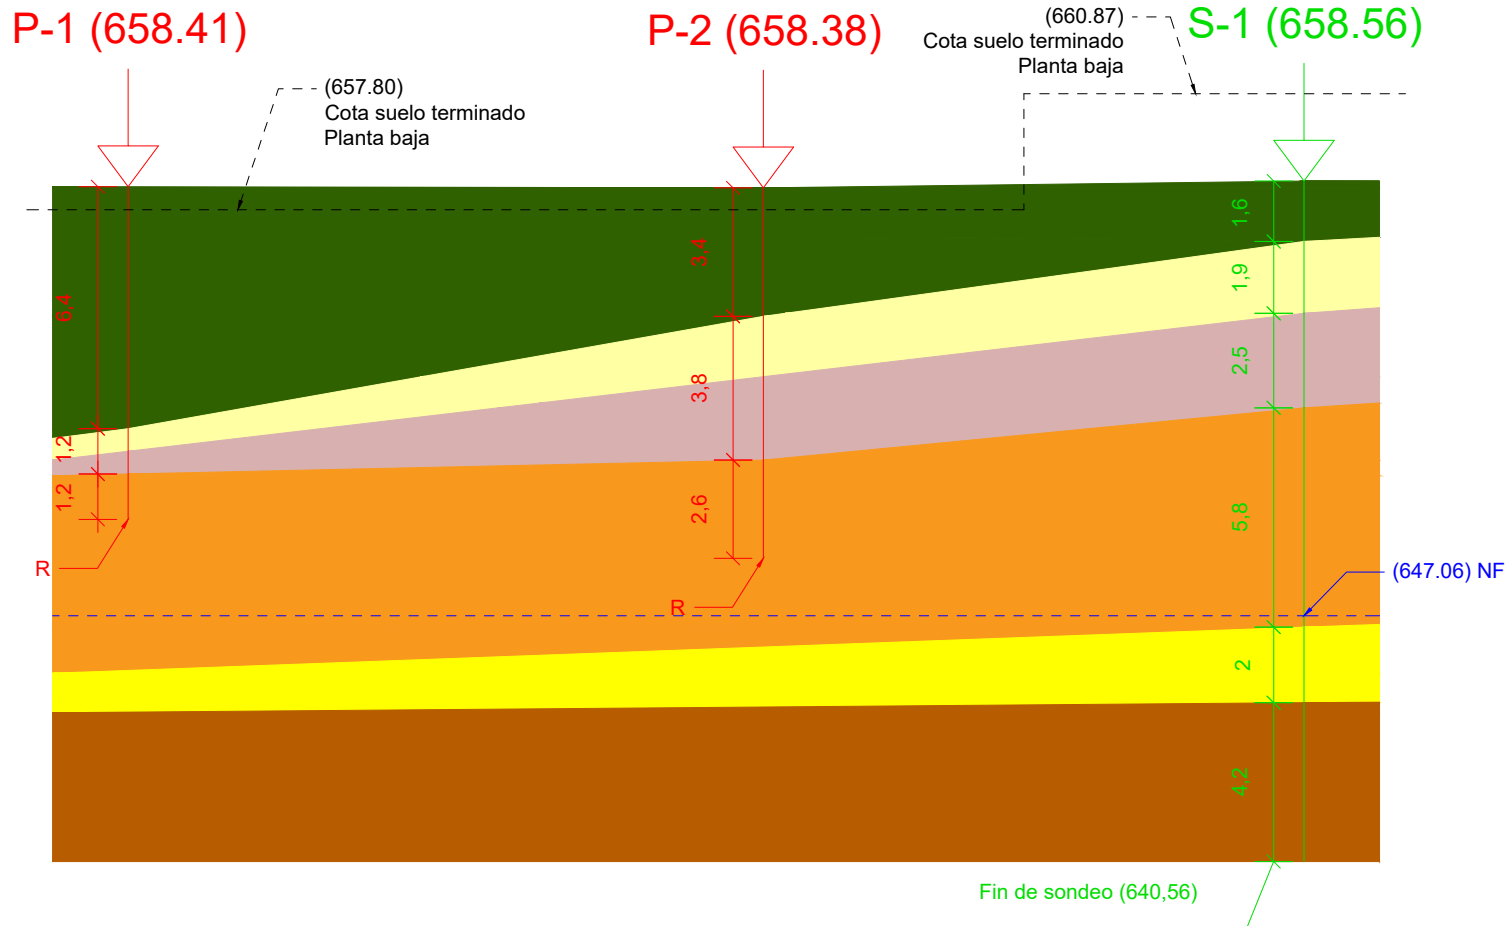 P-1 (658.41)
P-2 (658.38)
(660.87)
Cota suelo terminado
Planta baja
S-1 (658.56)
(657.80)
Cota suelo terminado
Planta baja
6,4
1,2
1,2
R
3,4
3,8
2,6
R
1,6
1,9
2,5
5,8
2
4,2
(647.06) NF
Fin de sondeo (640,56)